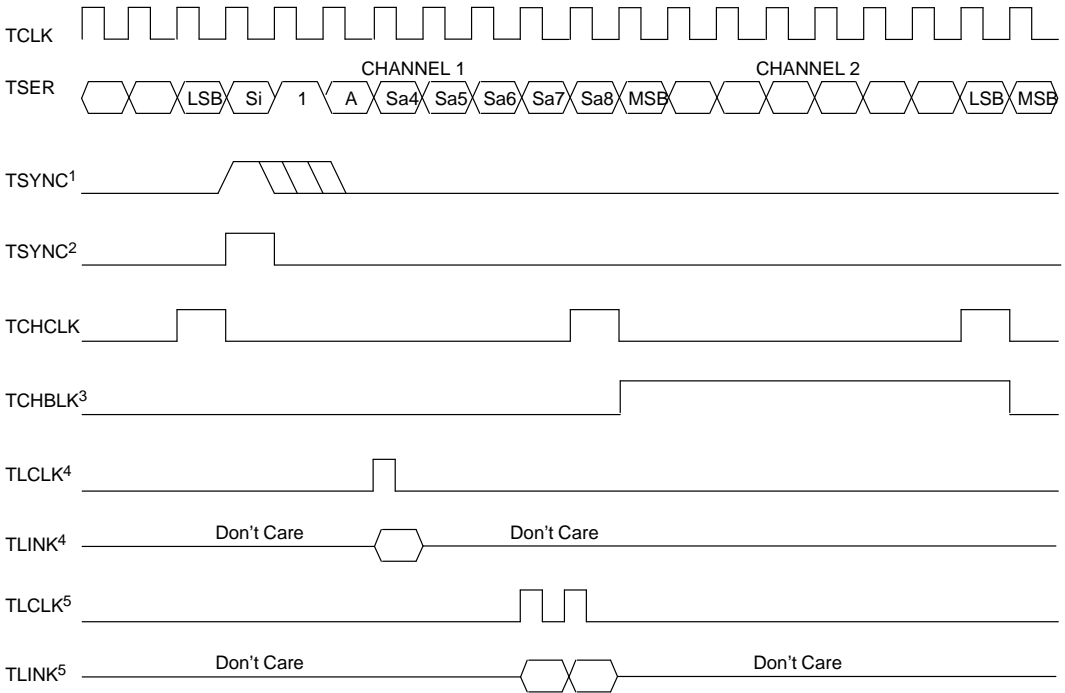 TCLK
CHANNEL 1 CHANNEL 2
TSER LSB Si 1 A Sa4 Sa5 Sa6 Sa7 Sa8 MSB LSB MSB
TSYNC1
TSYNC2
TCHCLK
TCHBLK3
TLCLK4
Don't Care Don't Care
TLINK4
TLCLK5
Don't Care Don't Care
TLINK5